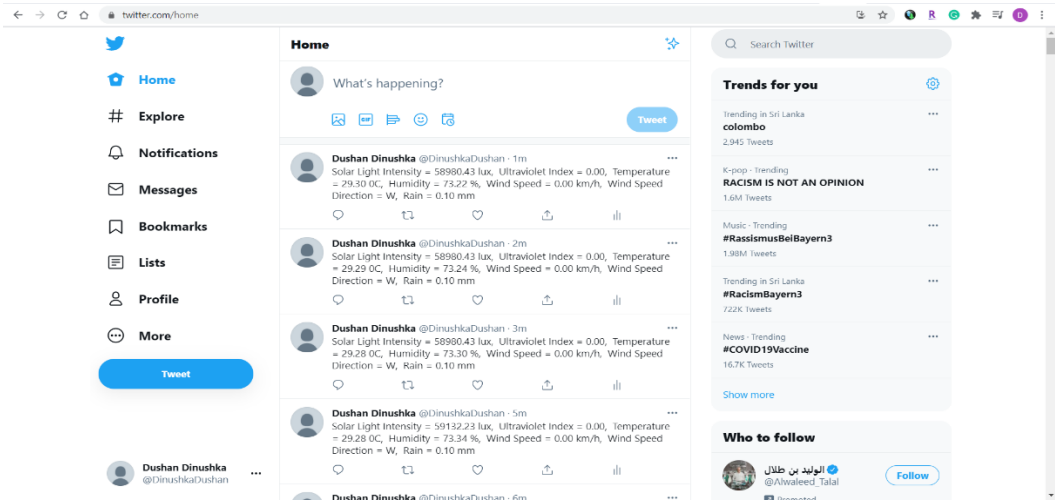 twitter.com/home
R
G
D
Home
Explore
Notifications
Messages
Bookmarks
Lists
Profile
More
Tweet
Dushan Dinushka
@DinushkaDushan
Home
What's happening?
GIF
Tweet
Dushan Dinushka @DinushkaDushan · 1m
Solar Light Intensity = 58980.43 lux, Ultraviolet Index = 0.00, Temperature
= 29.30 0C, Humidity = 73.22 %, Wind Speed = 0.00 km/h, Wind Speed
Direction = W, Rain = 0.10 mm
Dushan Dinushka @DinushkaDushan · 2m
Solar Light Intensity = 58980.43 lux, Ultraviolet Index = 0.00, Temperature
= 29.29 0C, Humidity = 73.24 %, Wind Speed = 0.00 km/h, Wind Speed
Direction = W, Rain = 0.10 mm
Dushan Dinushka @DinushkaDushan · 3m
Solar Light Intensity = 58980.43 lux, Ultraviolet Index = 0.00, Temperature
= 29.28 0C, Humidity = 73.30 %, Wind Speed = 0.00 km/h, Wind Speed
Direction = W, Rain = 0.10 mm
Dushan Dinushka @DinushkaDushan · 5m
Solar Light Intensity = 59132.23 lux, Ultraviolet Index = 0.00, Temperature
= 29.28 0C, Humidity = 73.34 %, Wind Speed = 0.00 km/h, Wind Speed
Direction = W, Rain = 0.10 mm
Dushan Dinushka @DinushkaDushan · 6m
Search Twitter
Trends for you
Trending in Sri Lanka
colombo
2,945 Tweets
K-pop · Trending
RACISM IS NOT AN OPINION
1.6M Tweets
Music · Trending
#RassismusBeiBayern3
1.98M Tweets
Trending in Sri Lanka
#RacismBayern3
722K Tweets
News · Trending
#COVID19Vaccine
16.7K Tweets
Show more
Who to follow
الوليد بن طلال
@Alwaleed_Talal
Follow
Promoted